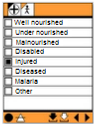 Well nourished
Under nourished
Malnourished
Disabled
Injured
Diseased
Malaria
Other